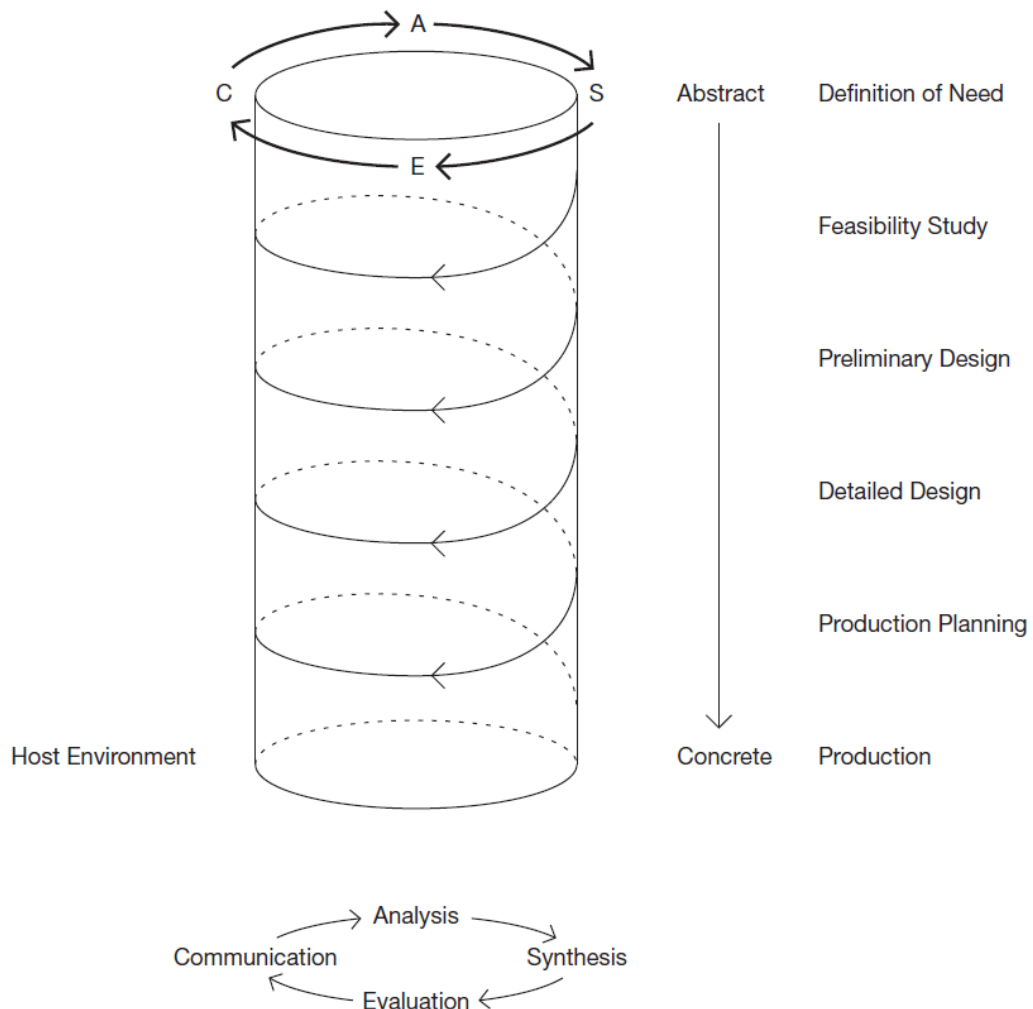 A
C
S
Abstract
Definition of Need
E
Feasibility Study
Preliminary Design
Detailed Design
Production Planning
Host Environment
Concrete
Production
Analysis
Communication
Synthesis
Evaluation